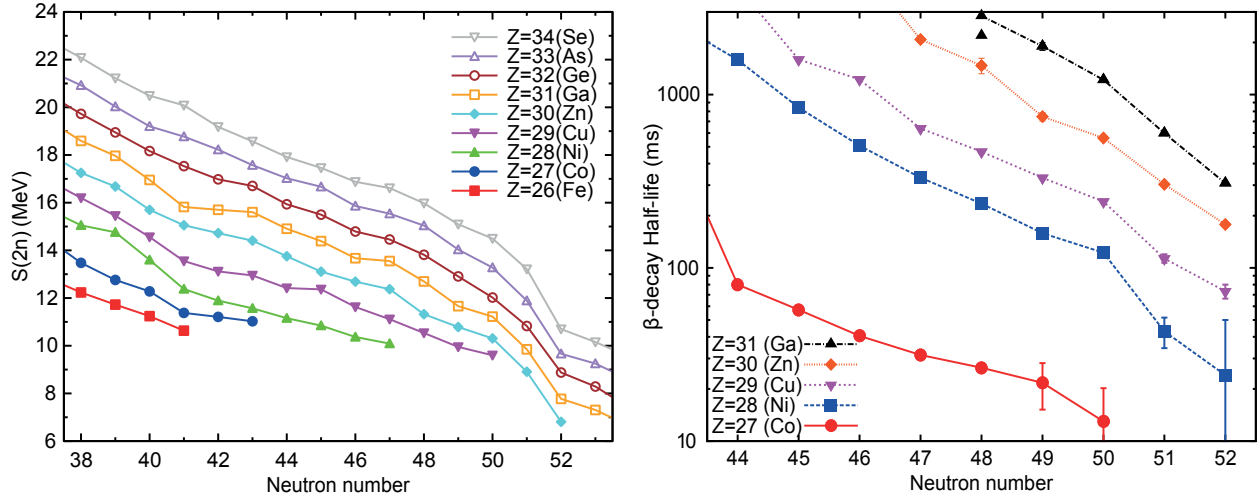 24
22
20
18
16
14
12
10
8
6
S(2n) (MeV)
38 40 42 44 46 48 50 52
Neutron number
Z=34(Se)
Z=33(As)
Z=32(Ge)
Z=31(Ga)
Z=30(Zn)
Z=29(Cu)
Z=28(Ni)
Z=27(Co)
Z=26(Fe)
1000
100
10
β-decay Half-life (ms)
Z=31 (Ga)
Z=30 (Zn)
Z=29 (Cu)
Z=28 (Ni)
Z=27 (Co)
44 45 46 47 48 49 50 51 52
Neutron number